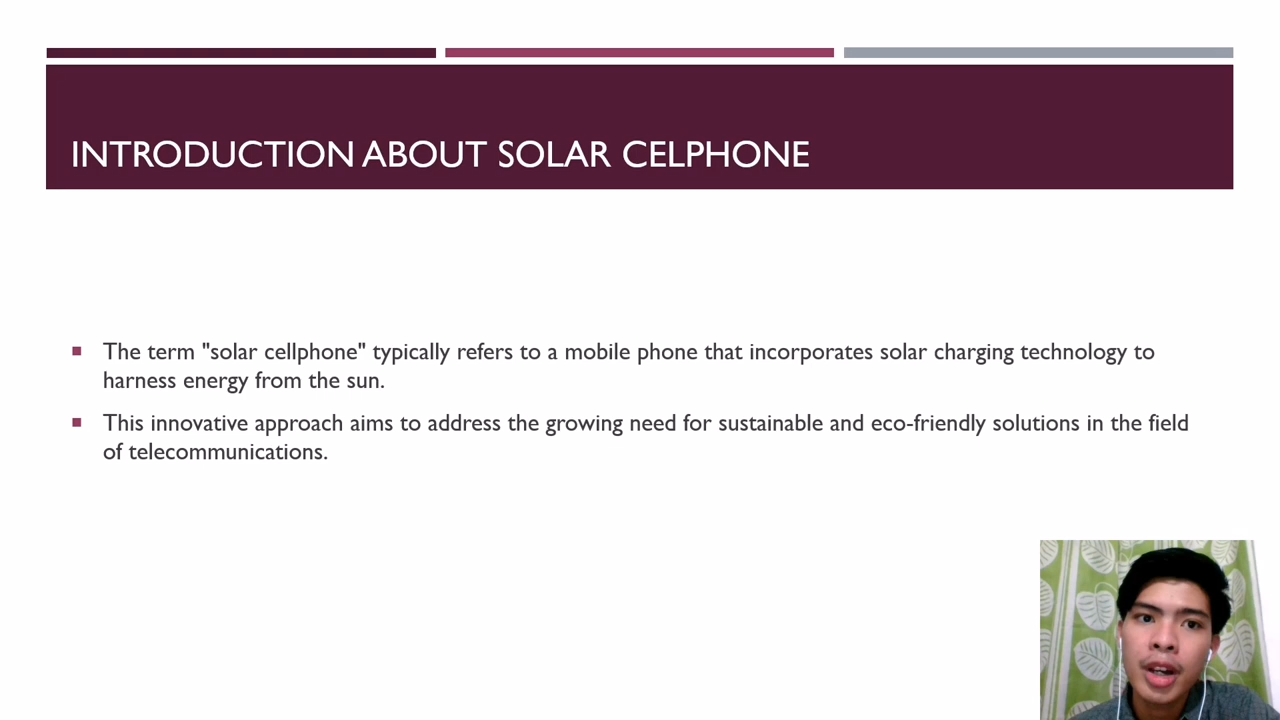 INTRODUCTION ABOUT SOLAR CELPHONE
The term "solar cellphone" typically refers to a mobile phone that incorporates solar charging technology to
harness energy from the sun.
This innovative approach aims to address the growing need for sustainable and eco-friendly solutions in the field
of telecommunications.